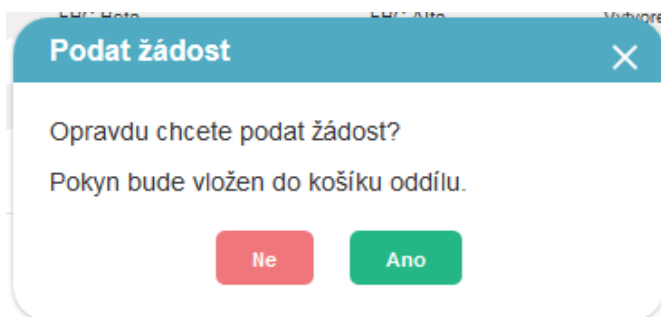 Podat žádost
Opravdu chcete podat žádost?
Pokyn bude vložen do košíku oddílu.
Ne
Ano